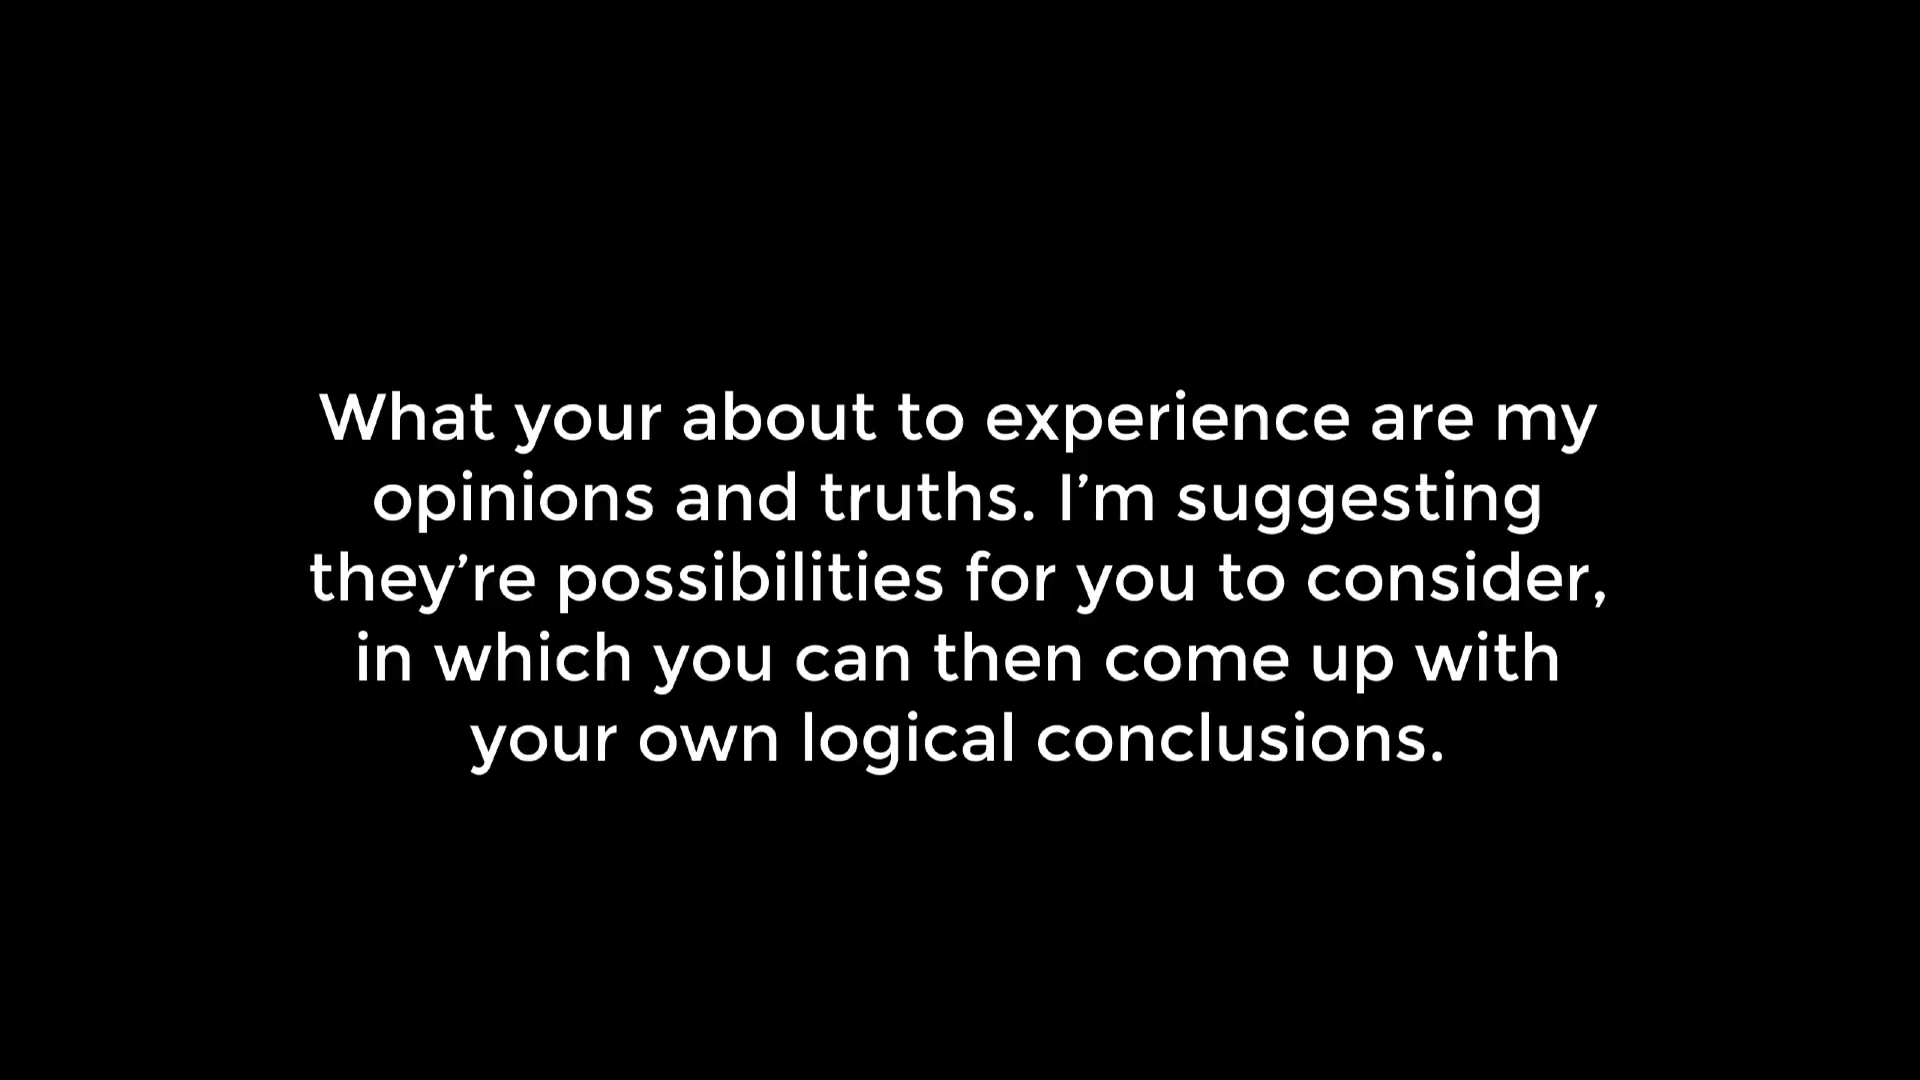 What your about to experience are my
opinions and truths. I’m suggesting
they’re possibilities for you to consider,
in which you can then come up with
your own logical conclusions.